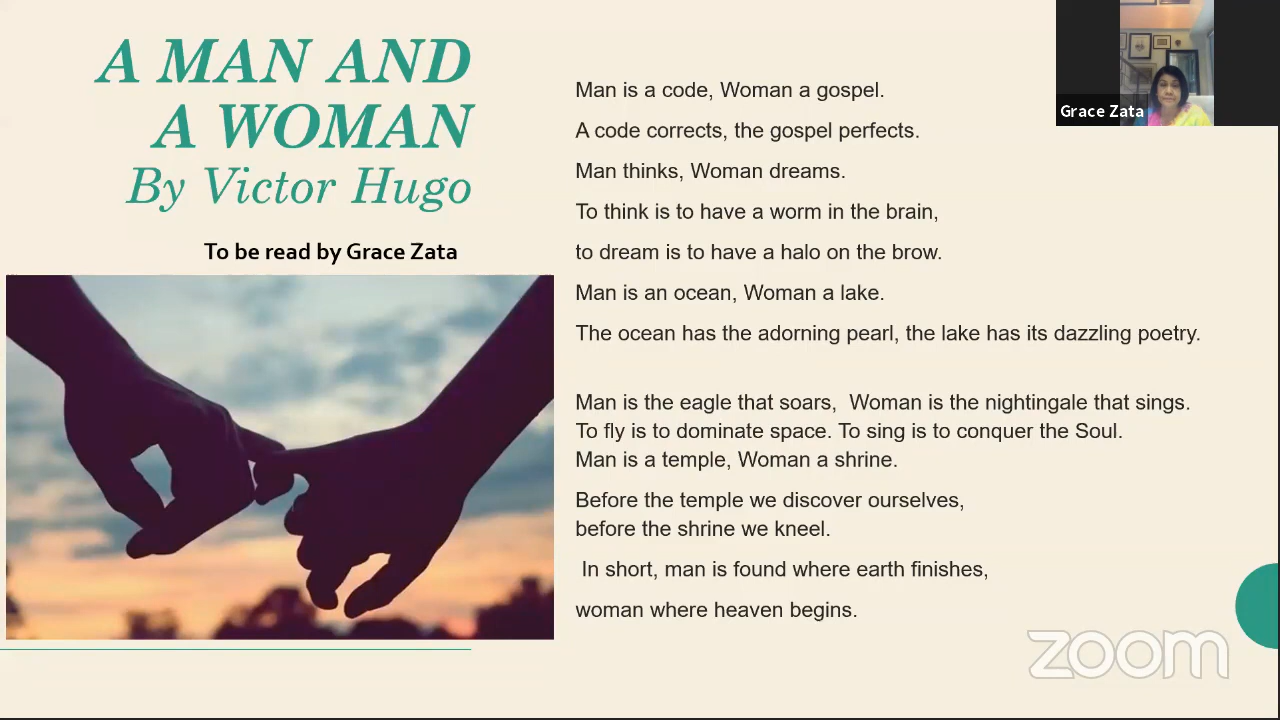 A MAN AND
A WOMAN
By Victor Hugo
To be read by Grace Zata
Man is a code, Woman a gospel.
A code corrects, the gospel perfects.
Man thinks, Woman dreams.
To think is to have a worm in the brain,
to dream is to have a halo on the brow.
Man is an ocean, Woman a lake.
The ocean has the adorning pearl, the lake has its dazzling poetry.
Man is the eagle that soars,  Woman is the nightingale that sings.
To fly is to dominate space. To sing is to conquer the Soul.
Man is a temple, Woman a shrine.
Before the temple we discover ourselves,
before the shrine we kneel.
In short, man is found where earth finishes,
woman where heaven begins.
Grace Zata
zoom